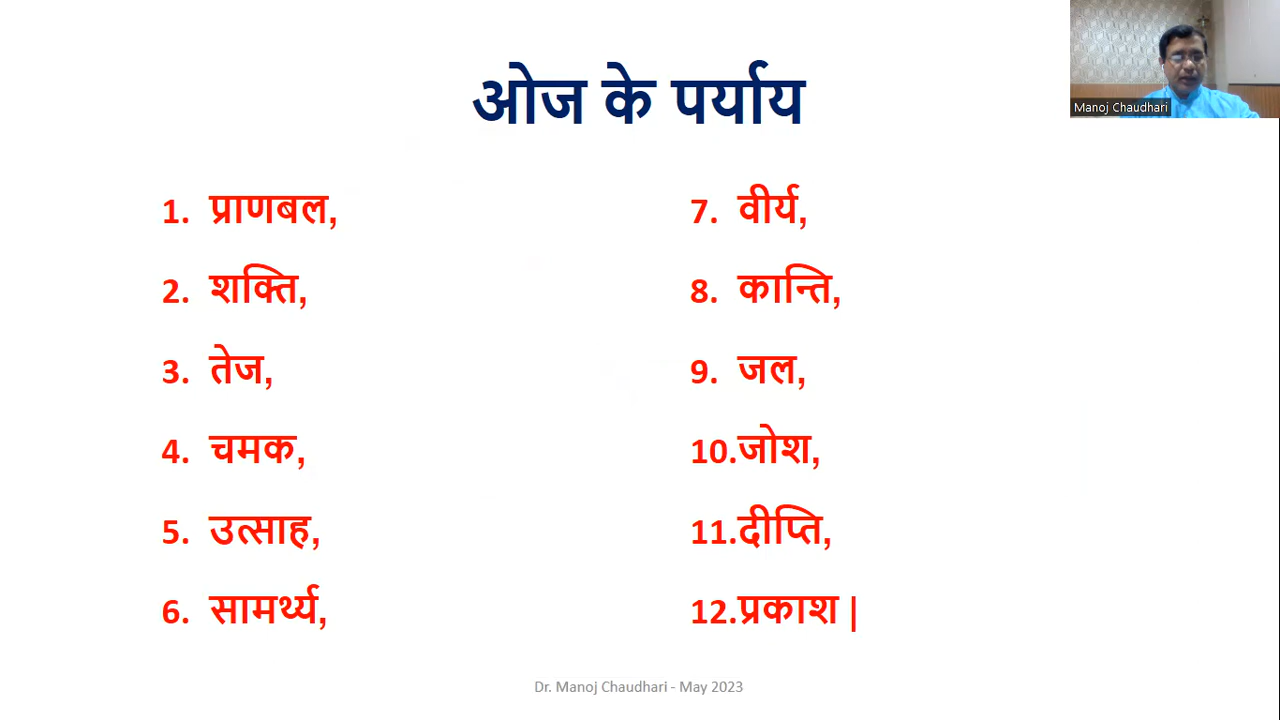 ओज के पर्याय
Manoj Chaudhari
1. प्राणबल,
2. शक्ति,
3. तेज,
4. चमक,
5. उत्साह,
6. सामर्थ्य,
7. वीर्य,
8. कान्ति,
9. जल,
10.जोश,
11.दीप्ति,
12.प्रकाश |
Dr. Manoj Chaudhari - May 2023